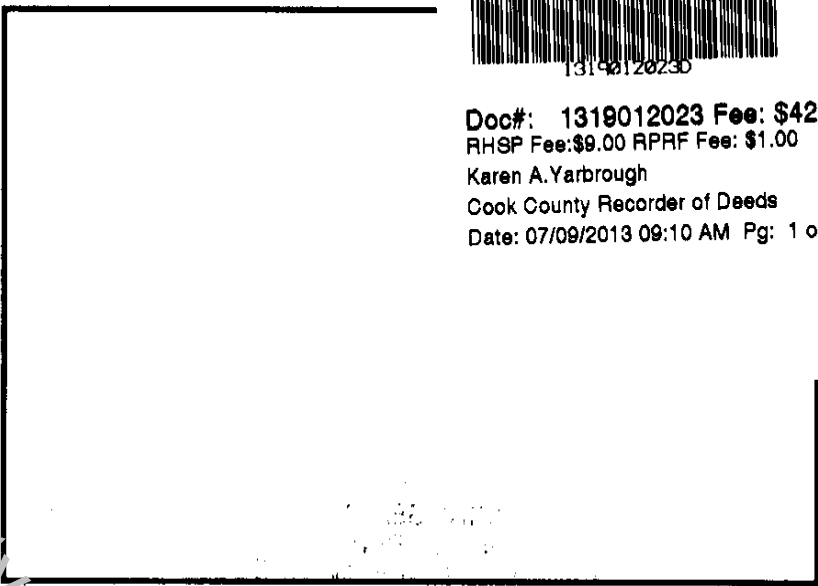 1319012023D
Doc#: 1319012023 Fee: $42
RHSP Fee:$9.00 RPRF Fee: $1.00
Karen A.Yarbrough
Cook County Recorder of Deeds
Date: 07/09/2013 09:10 AM Pg: 1 o